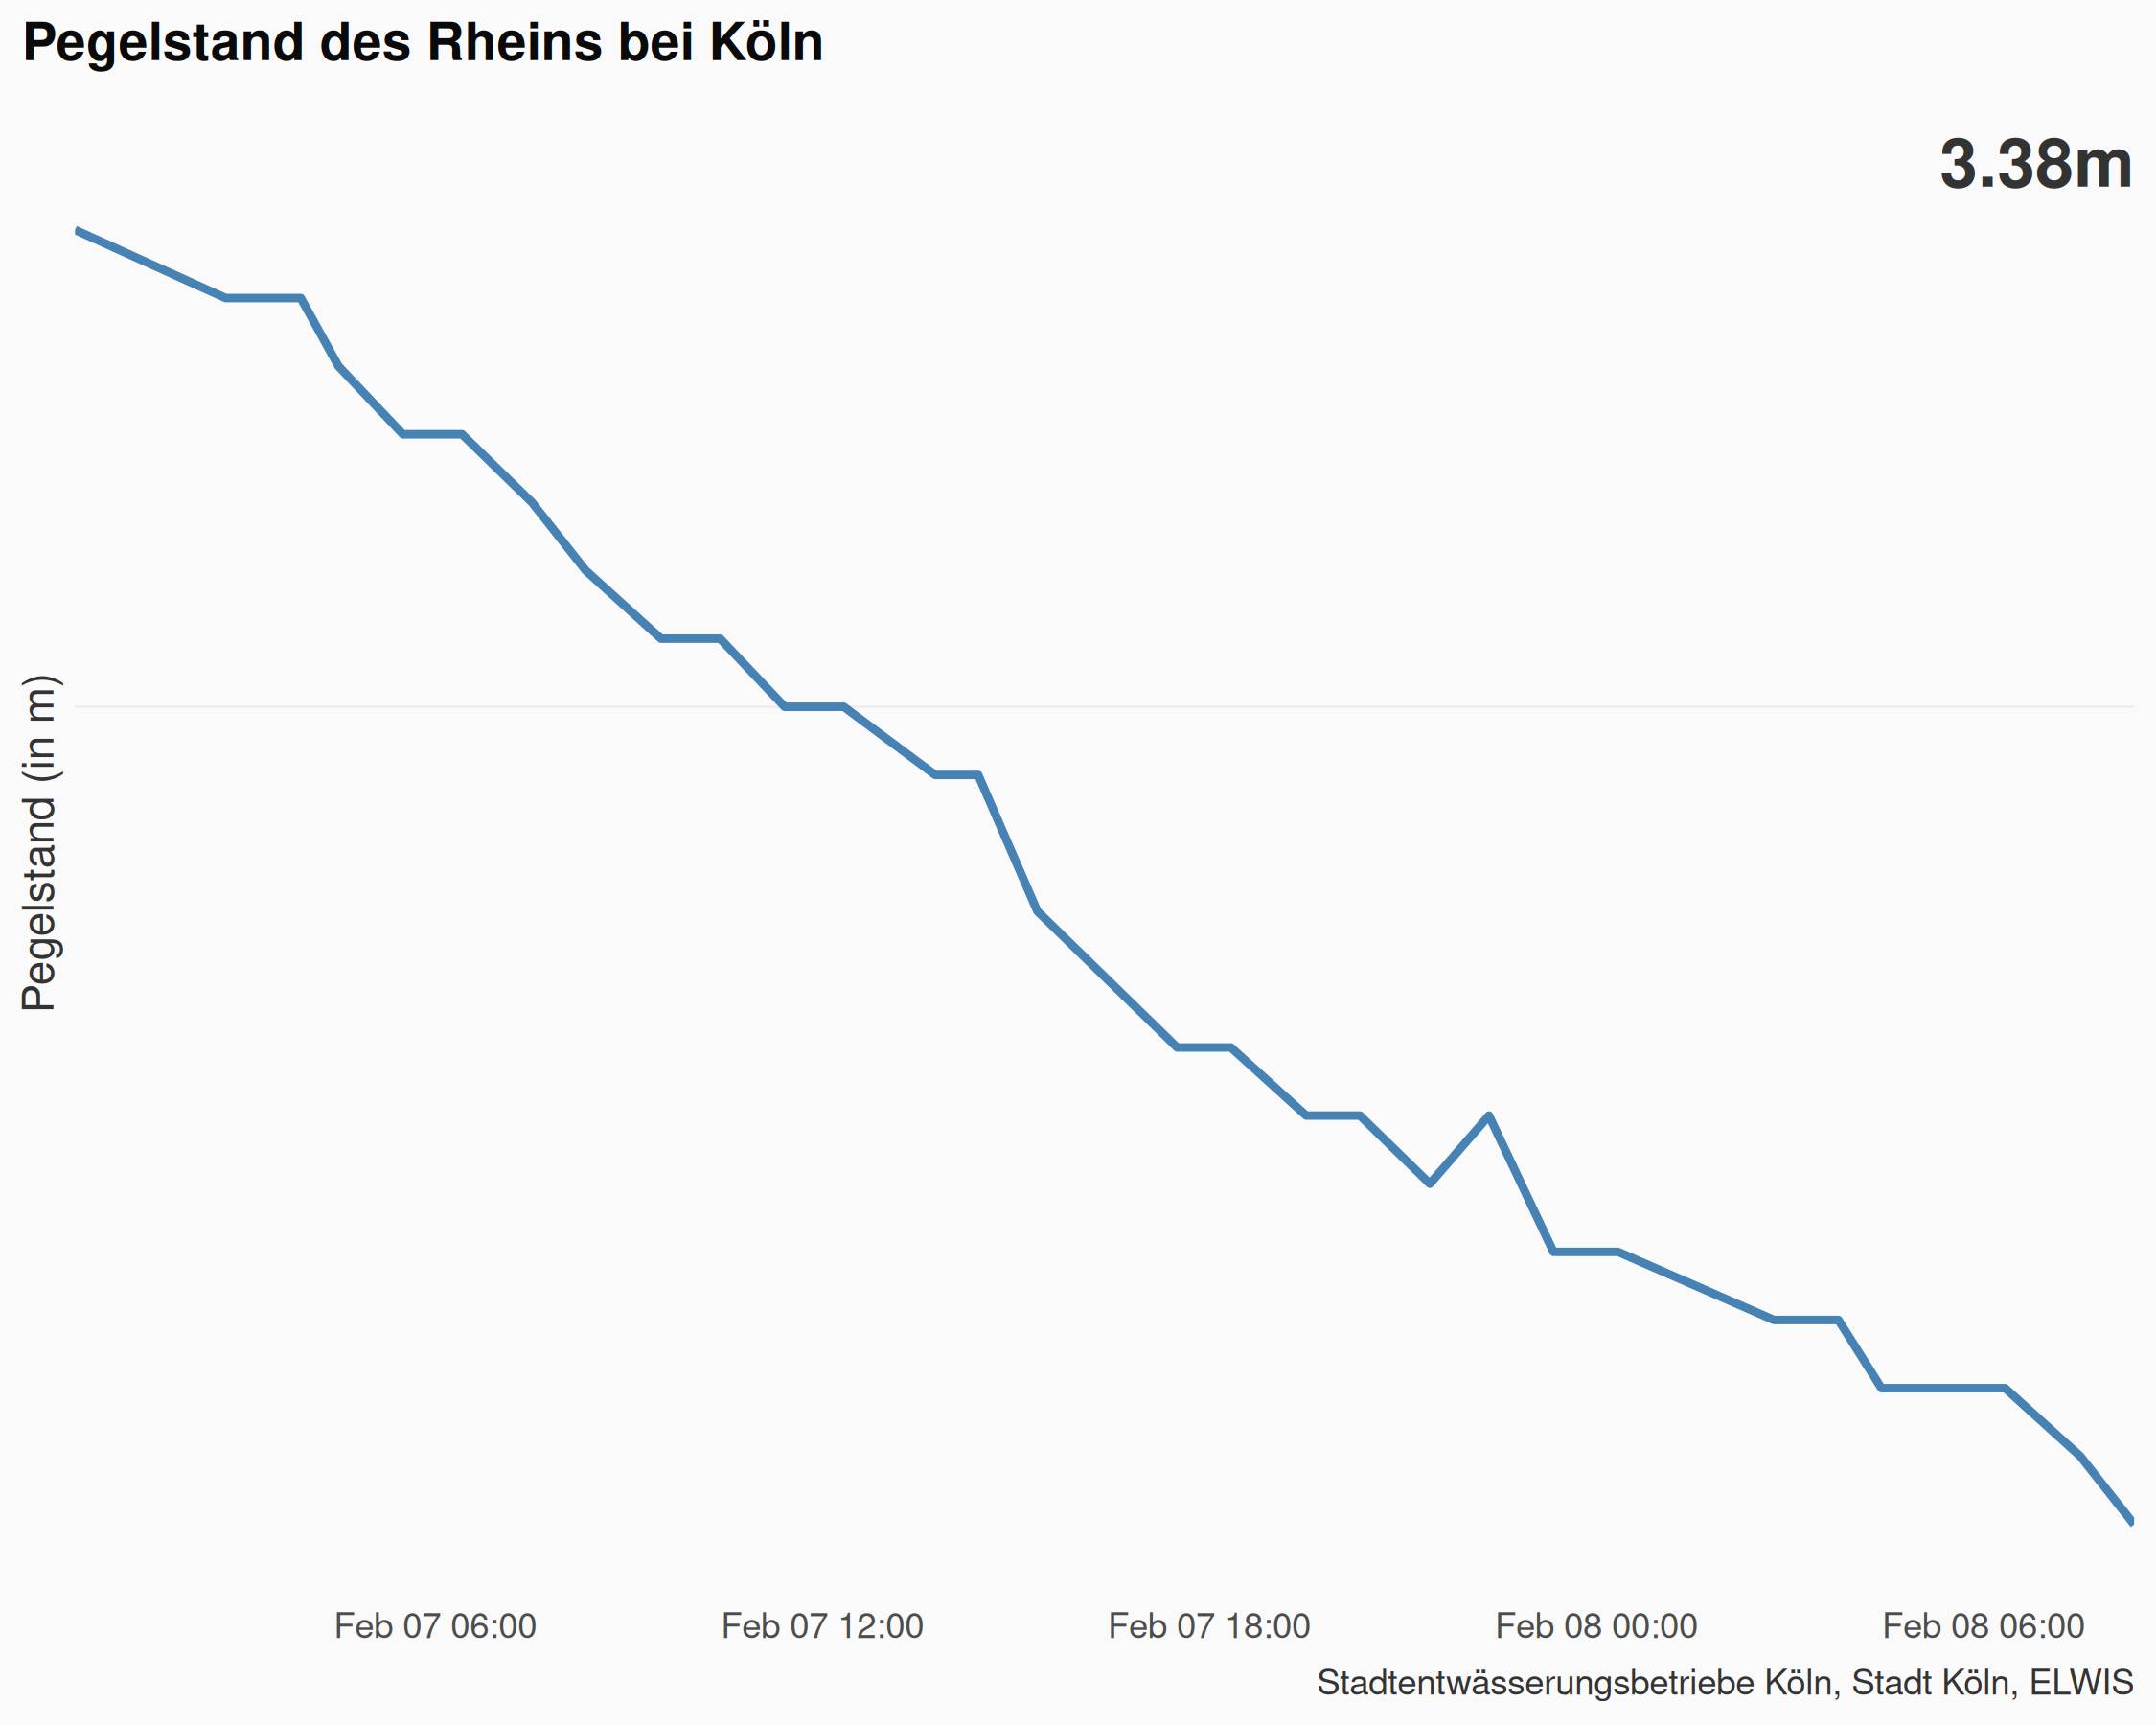 Pegelstand des Rheins bei Köln
3.38m
Pegelstand (in m)
Feb 07 06:00
Feb 07 12:00
Feb 07 18:00
Feb 08 00:00
Feb 08 06:00
Stadtentwässerungsbetriebe Köln, Stadt Köln, ELWIS